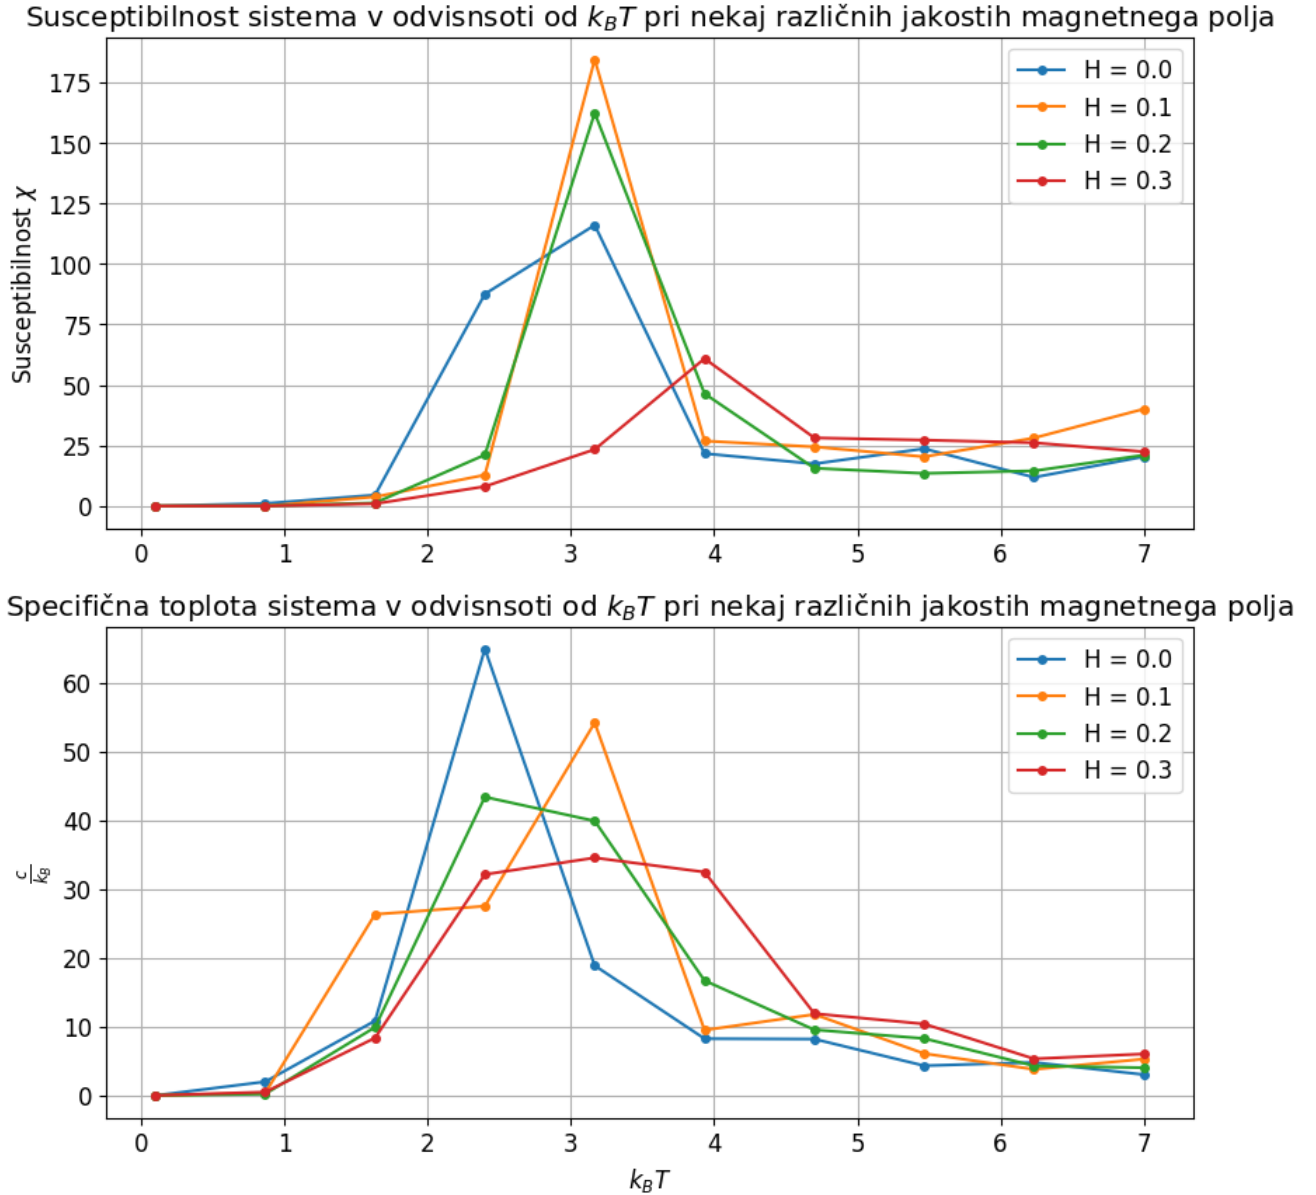 Susceptibilnost sistema v odvisnsoti od $k_BT$ pri nekaj različnih jakostih magnetnega polja
Susceptibilnost χ
175
150
125
100
75
50
25
0
H = 0.0
H = 0.1
H = 0.2
H = 0.3
0 1 2 3 4 5 6 7
Specifična toplota sistema v odvisnsoti od $k_BT$ pri nekaj različnih jakostih magnetnega polja
$\frac{c}{k_B}$
60
50
40
30
20
10
0
H = 0.0
H = 0.1
H = 0.2
H = 0.3
0 1 2 3 4 5 6 7
$k_BT$